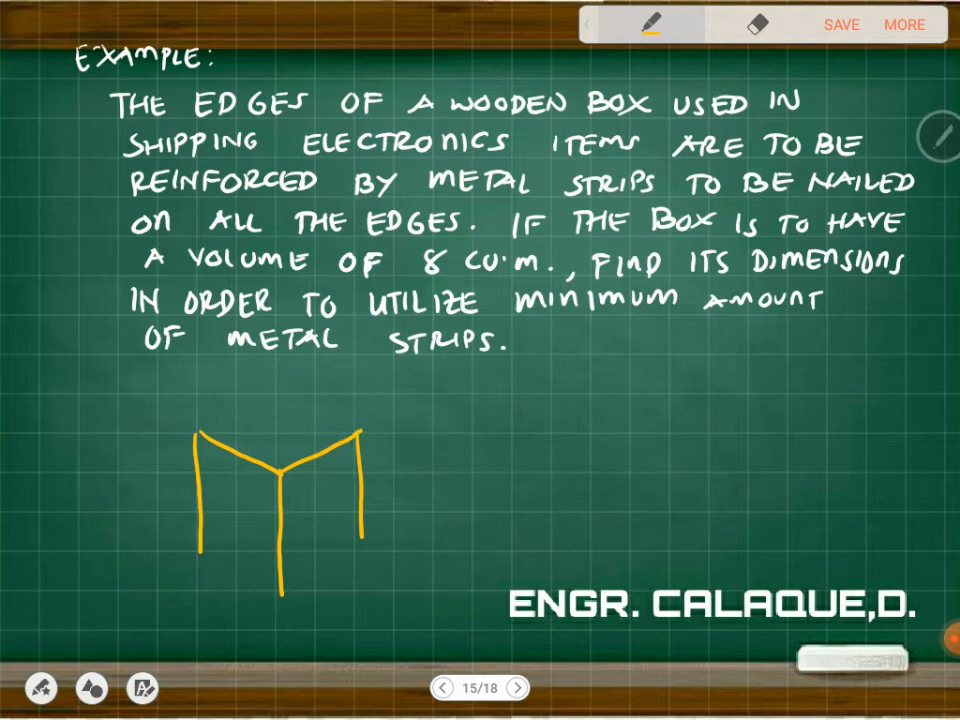 SAVE MORE
EXAMPLE:
THE EDGES OF A WOODEN BOX USED IN
SHIPPING ELECTRONICS ITEMS ARE TO BE
REINFORCED BY METAL STRIPS TO BE NAILED
ON ALL THE EDGES. IF THE BOX IS TO HAVE
A VOLUME OF 8 CU.M., FIND ITS DIMENSIONS
IN ORDER TO UTILIZE MINIMUM AMOUNT
OF METAL STRIPS.
ENGR. CALAQUE,D.
15/18